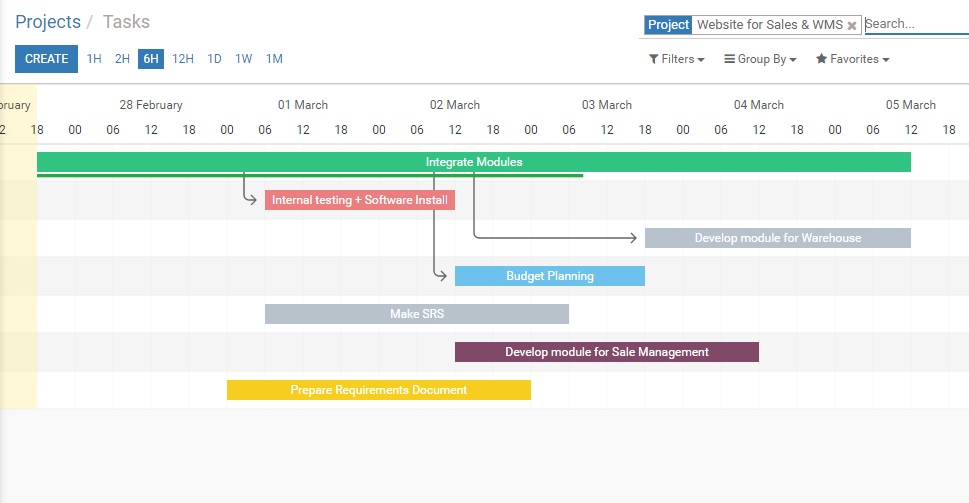 Projects / Tasks
Project Website for Sales & WMS × Search...
CREATE 1H 2H 6H 12H 1D 1W 1M
Filters Group By Favorites
bruary 28 February 01 March 02 March 03 March 04 March 05 March
2 18 00 06 12 18 00 06 12 18 00 06 12 18 00 06 12 18 00 06 12 18 00 06 12 18
Integrate Modules
Internal testing + Software Install
Develop module for Warehouse
Budget Planning
Make SRS
Develop module for Sale Management
Prepare Requirements Document